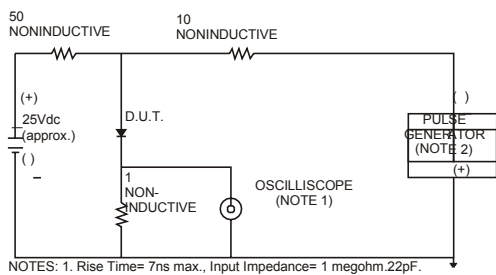 50
NONINDUCTIVE
10
NONINDUCTIVE
(+)
25Vdc
(approx.)
( )
–
D.U.T.
1
NON-
INDUCTIVE
OSCILLISCOPE
(NOTE 1)
( )
PULSE
GENERATOR
(NOTE 2)
(+)
NOTES: 1. Rise Time= 7ns max., Input Impedance= 1 megohm.22pF.